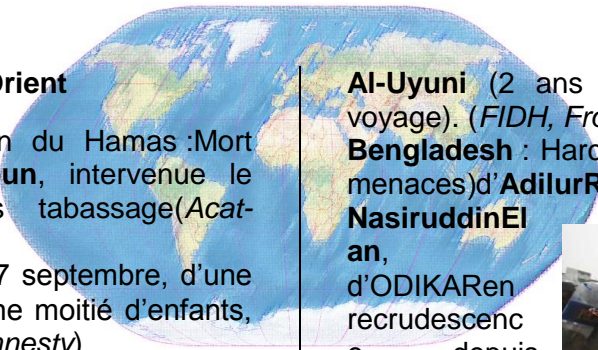 Orient
n du Hamas :Mort
un, intervenue le
s tabassage(Acat-
7 septembre, d'une
ne moitié d'enfants,
nesty)
Al-Uyuni (2 ans
voyage). (FIDH, Fro
Bengladesh : Harc
menaces)d'AdilurR
NasiruddinEl
an,
d'ODIKARen
recrudescenc
e depuis